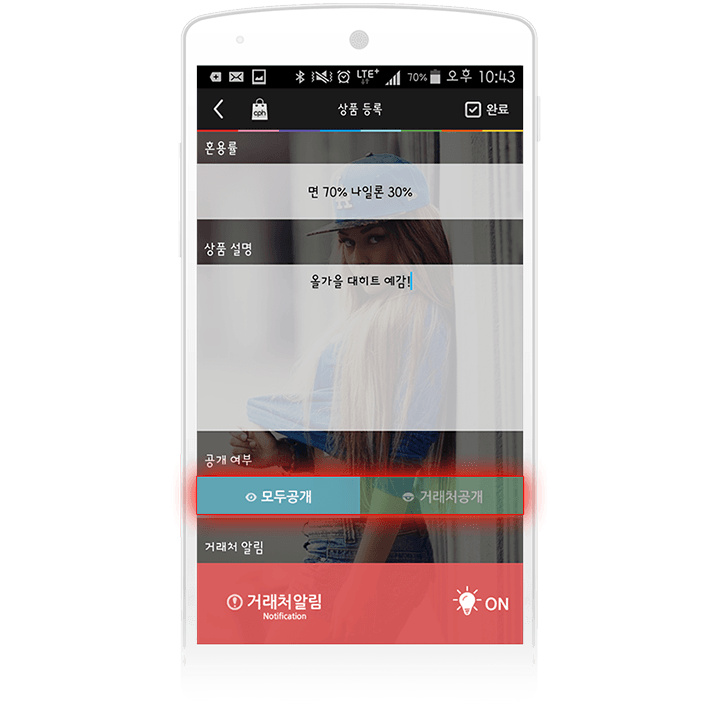 LTE+ 70% 오후 10:43
cph 상품 등록 완료
혼용률
면 70% 나일론 30%
상품 설명
올가을 대히트 예감!
공개 여부
모두공개 거래처공개
거래처 알림
거래처알림 ON
Notification